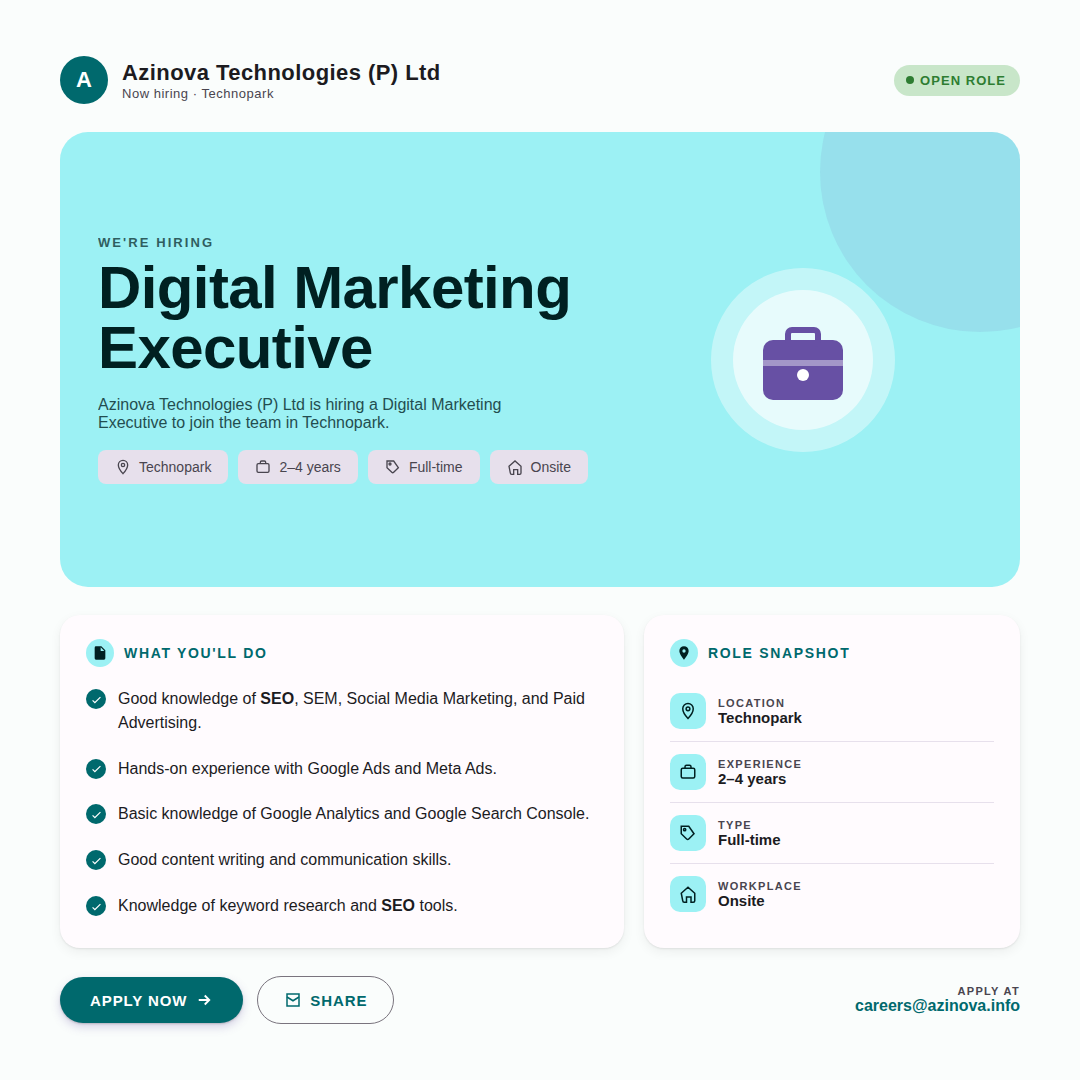 A
Azinova Technologies (P) Ltd
Now hiring · Technopark
OPEN ROLE
WE'RE HIRING
Digital Marketing
Executive
Azinova Technologies (P) Ltd is hiring a Digital Marketing
Executive to join the team in Technopark.
Technopark
2–4 years
Full-time
Onsite
WHAT YOU'LL DO
Good knowledge of SEO, SEM, Social Media Marketing, and Paid
Advertising.
Hands-on experience with Google Ads and Meta Ads.
Basic knowledge of Google Analytics and Google Search Console.
Good content writing and communication skills.
Knowledge of keyword research and SEO tools.
ROLE SNAPSHOT
LOCATION
Technopark
EXPERIENCE
2–4 years
TYPE
Full-time
WORKPLACE
Onsite
APPLY NOW
SHARE
APPLY AT
careers@azinova.info